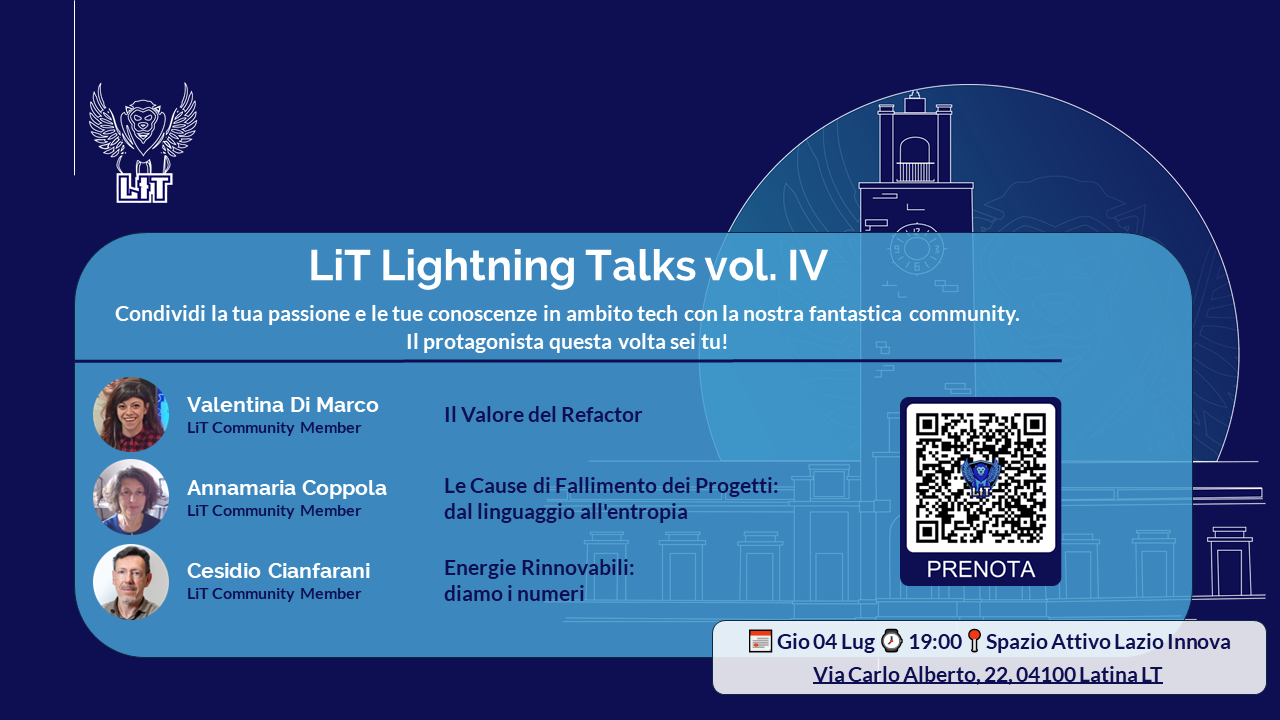 LiT
LiT Lightning Talks vol. IV
Condividi la tua passione e le tue conoscenze in ambito tech con la nostra fantastica community.
Il protagonista questa volta sei tu!
Valentina Di Marco
LiT Community Member
Il Valore del Refactor
Annamaria Coppola
LiT Community Member
Le Cause di Fallimento dei Progetti:
dal linguaggio all'entropia
Cesidio Cianfarani
LiT Community Member
Energie Rinnovabili:
diamo i numeri
PRENOTA
Gio 04 Lug 19:00 Spazio Attivo Lazio Innova
Via Carlo Alberto, 22, 04100 Latina LT